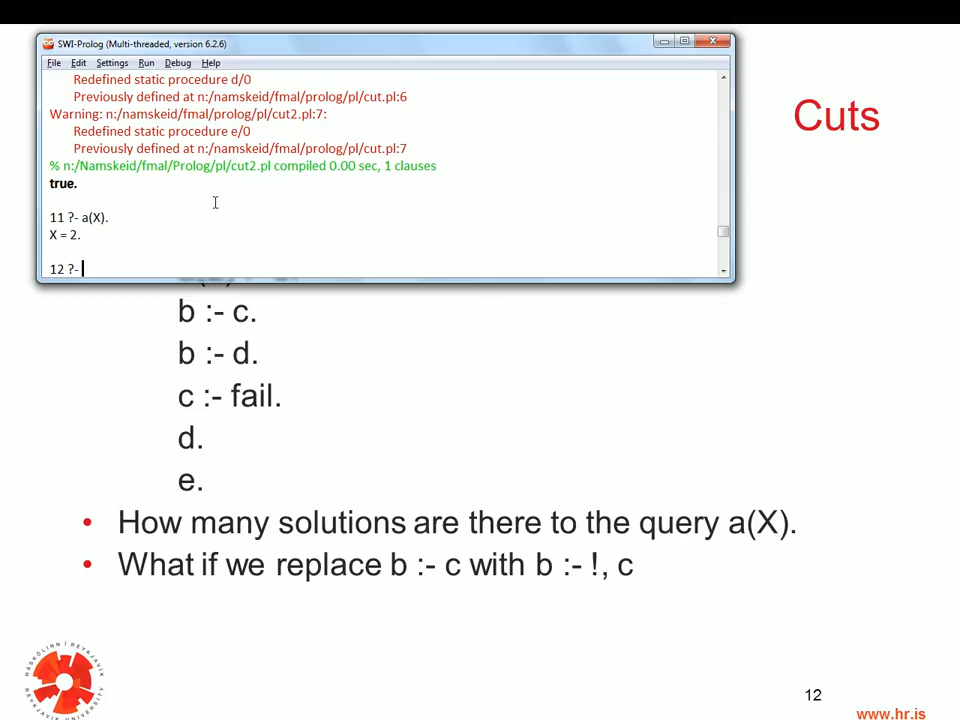 SWI-Prolog (Multi-threaded, version 6.2.6)
File Edit Settings Run Debug Help
Redefined static procedure d/0
Previously defined at n:/namskeid/fmal/prolog/pl/cut.pl:6
Warning: n:/namskeid/fmal/prolog/pl/cut2.pl:7:
Redefined static procedure e/0
Previously defined at n:/namskeid/fmal/prolog/pl/cut.pl:7
% n:/Namskeid/fmal/Prolog/pl/cut2.pl compiled 0.00 sec, 1 clauses
true.
11 ?- a(X).
X = 2.
12 ?-
Cuts
b :- c.
b :- d.
c :- fail.
d.
e.
• How many solutions are there to the query a(X).
• What if we replace b :- c with b :- !, c
HÁSKÓLINN Í REYKJAVÍK
REYKJAVIK UNIVERSITY
12
www.hr.is